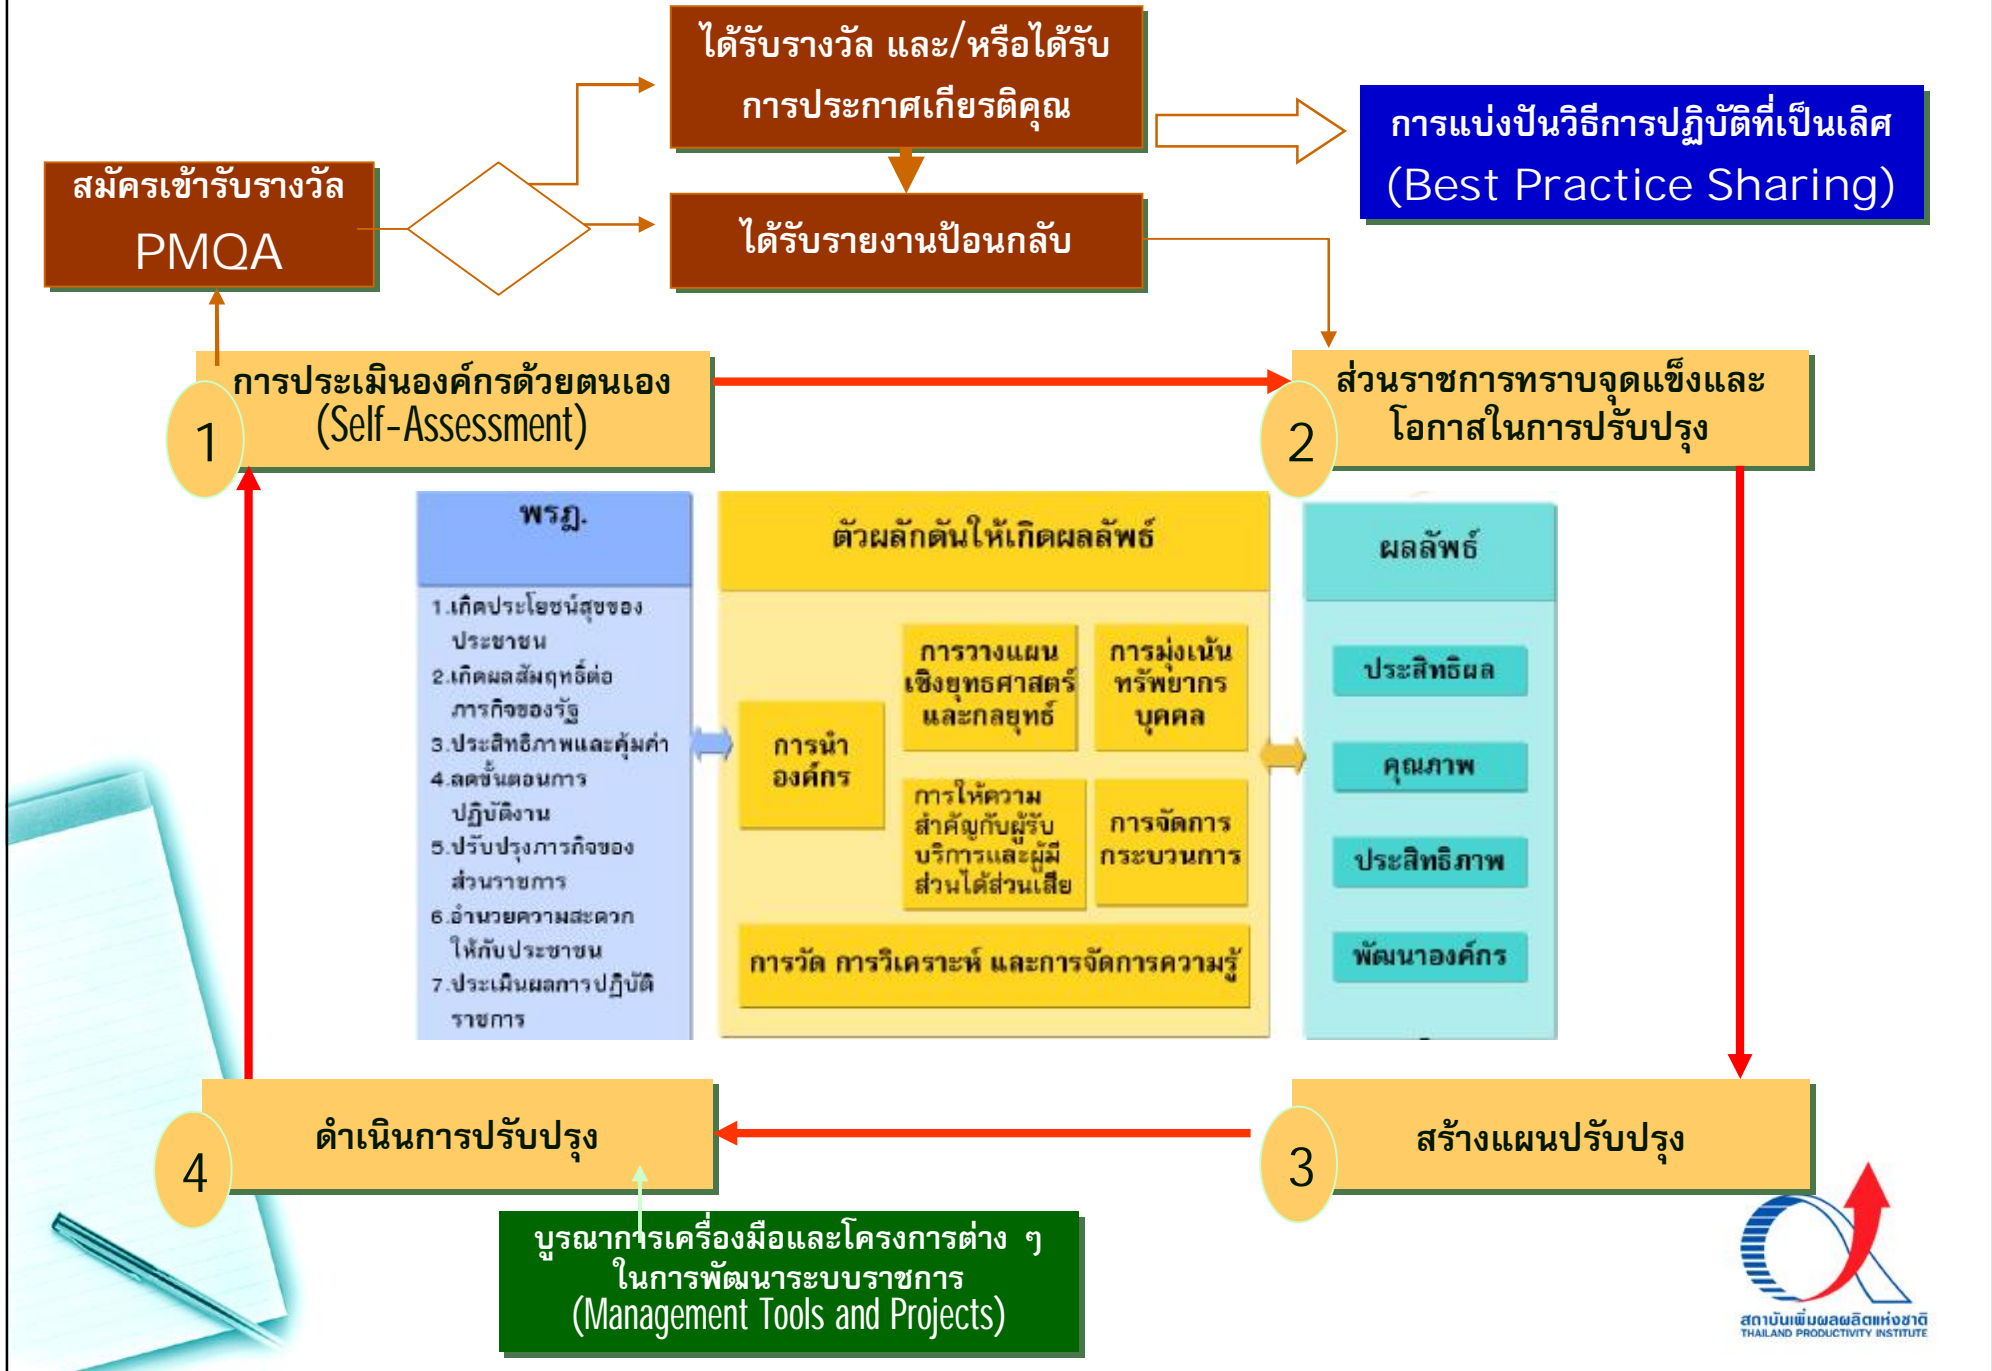 ได้รับรางวัล และ/หรือได้รับ
การประกาศเกียรติคุณ
การแบ่งปันวิธีการปฏิบัติที่เป็นเลิศ
(Best Practice Sharing)
สมัครเข้ารับรางวัล
PMQA
ได้รับรายงานป้อนกลับ
1
การประเมินองค์กรด้วยตนเอง
(Self-Assessment)
2
ส่วนราชการทราบจุดแข็งและ
โอกาสในการปรับปรุง
พรฎ.
1.เกิดประโยชน์สุขของ
ประชาชน
2.เกิดผลสัมฤทธิ์ต่อ
ภารกิจของรัฐ
3.ประสิทธิภาพและคุ้มค่า
4.ลดขั้นตอนการ
ปฏิบัติงาน
5.ปรับปรุงภารกิจของ
ส่วนราชการ
6.อำนวยความสะดวก
ให้กับประชาชน
7.ประเมินผลการปฏิบัติ
ราชการ
ตัวผลักดันให้เกิดผลลัพธ์
การนำ
องค์กร
การวางแผน
เชิงยุทธศาสตร์
และกลยุทธ์
การมุ่งเน้น
ทรัพยากร
บุคคล
การให้ความ
สำคัญกับผู้รับ
บริการและผู้มี
ส่วนได้ส่วนเสีย
การจัดการ
กระบวนการ
การวัด การวิเคราะห์ และการจัดการความรู้
ผลลัพธ์
ประสิทธิผล
คุณภาพ
ประสิทธิภาพ
พัฒนาองค์กร
4
ดำเนินการปรับปรุง
3
สร้างแผนปรับปรุง
บูรณาการเครื่องมือและโครงการต่าง ๆ
ในการพัฒนาระบบราชการ
(Management Tools and Projects)
สถาบันเพิ่มผลผลิตแห่งชาติ
THAILAND PRODUCTIVITY INSTITUTE